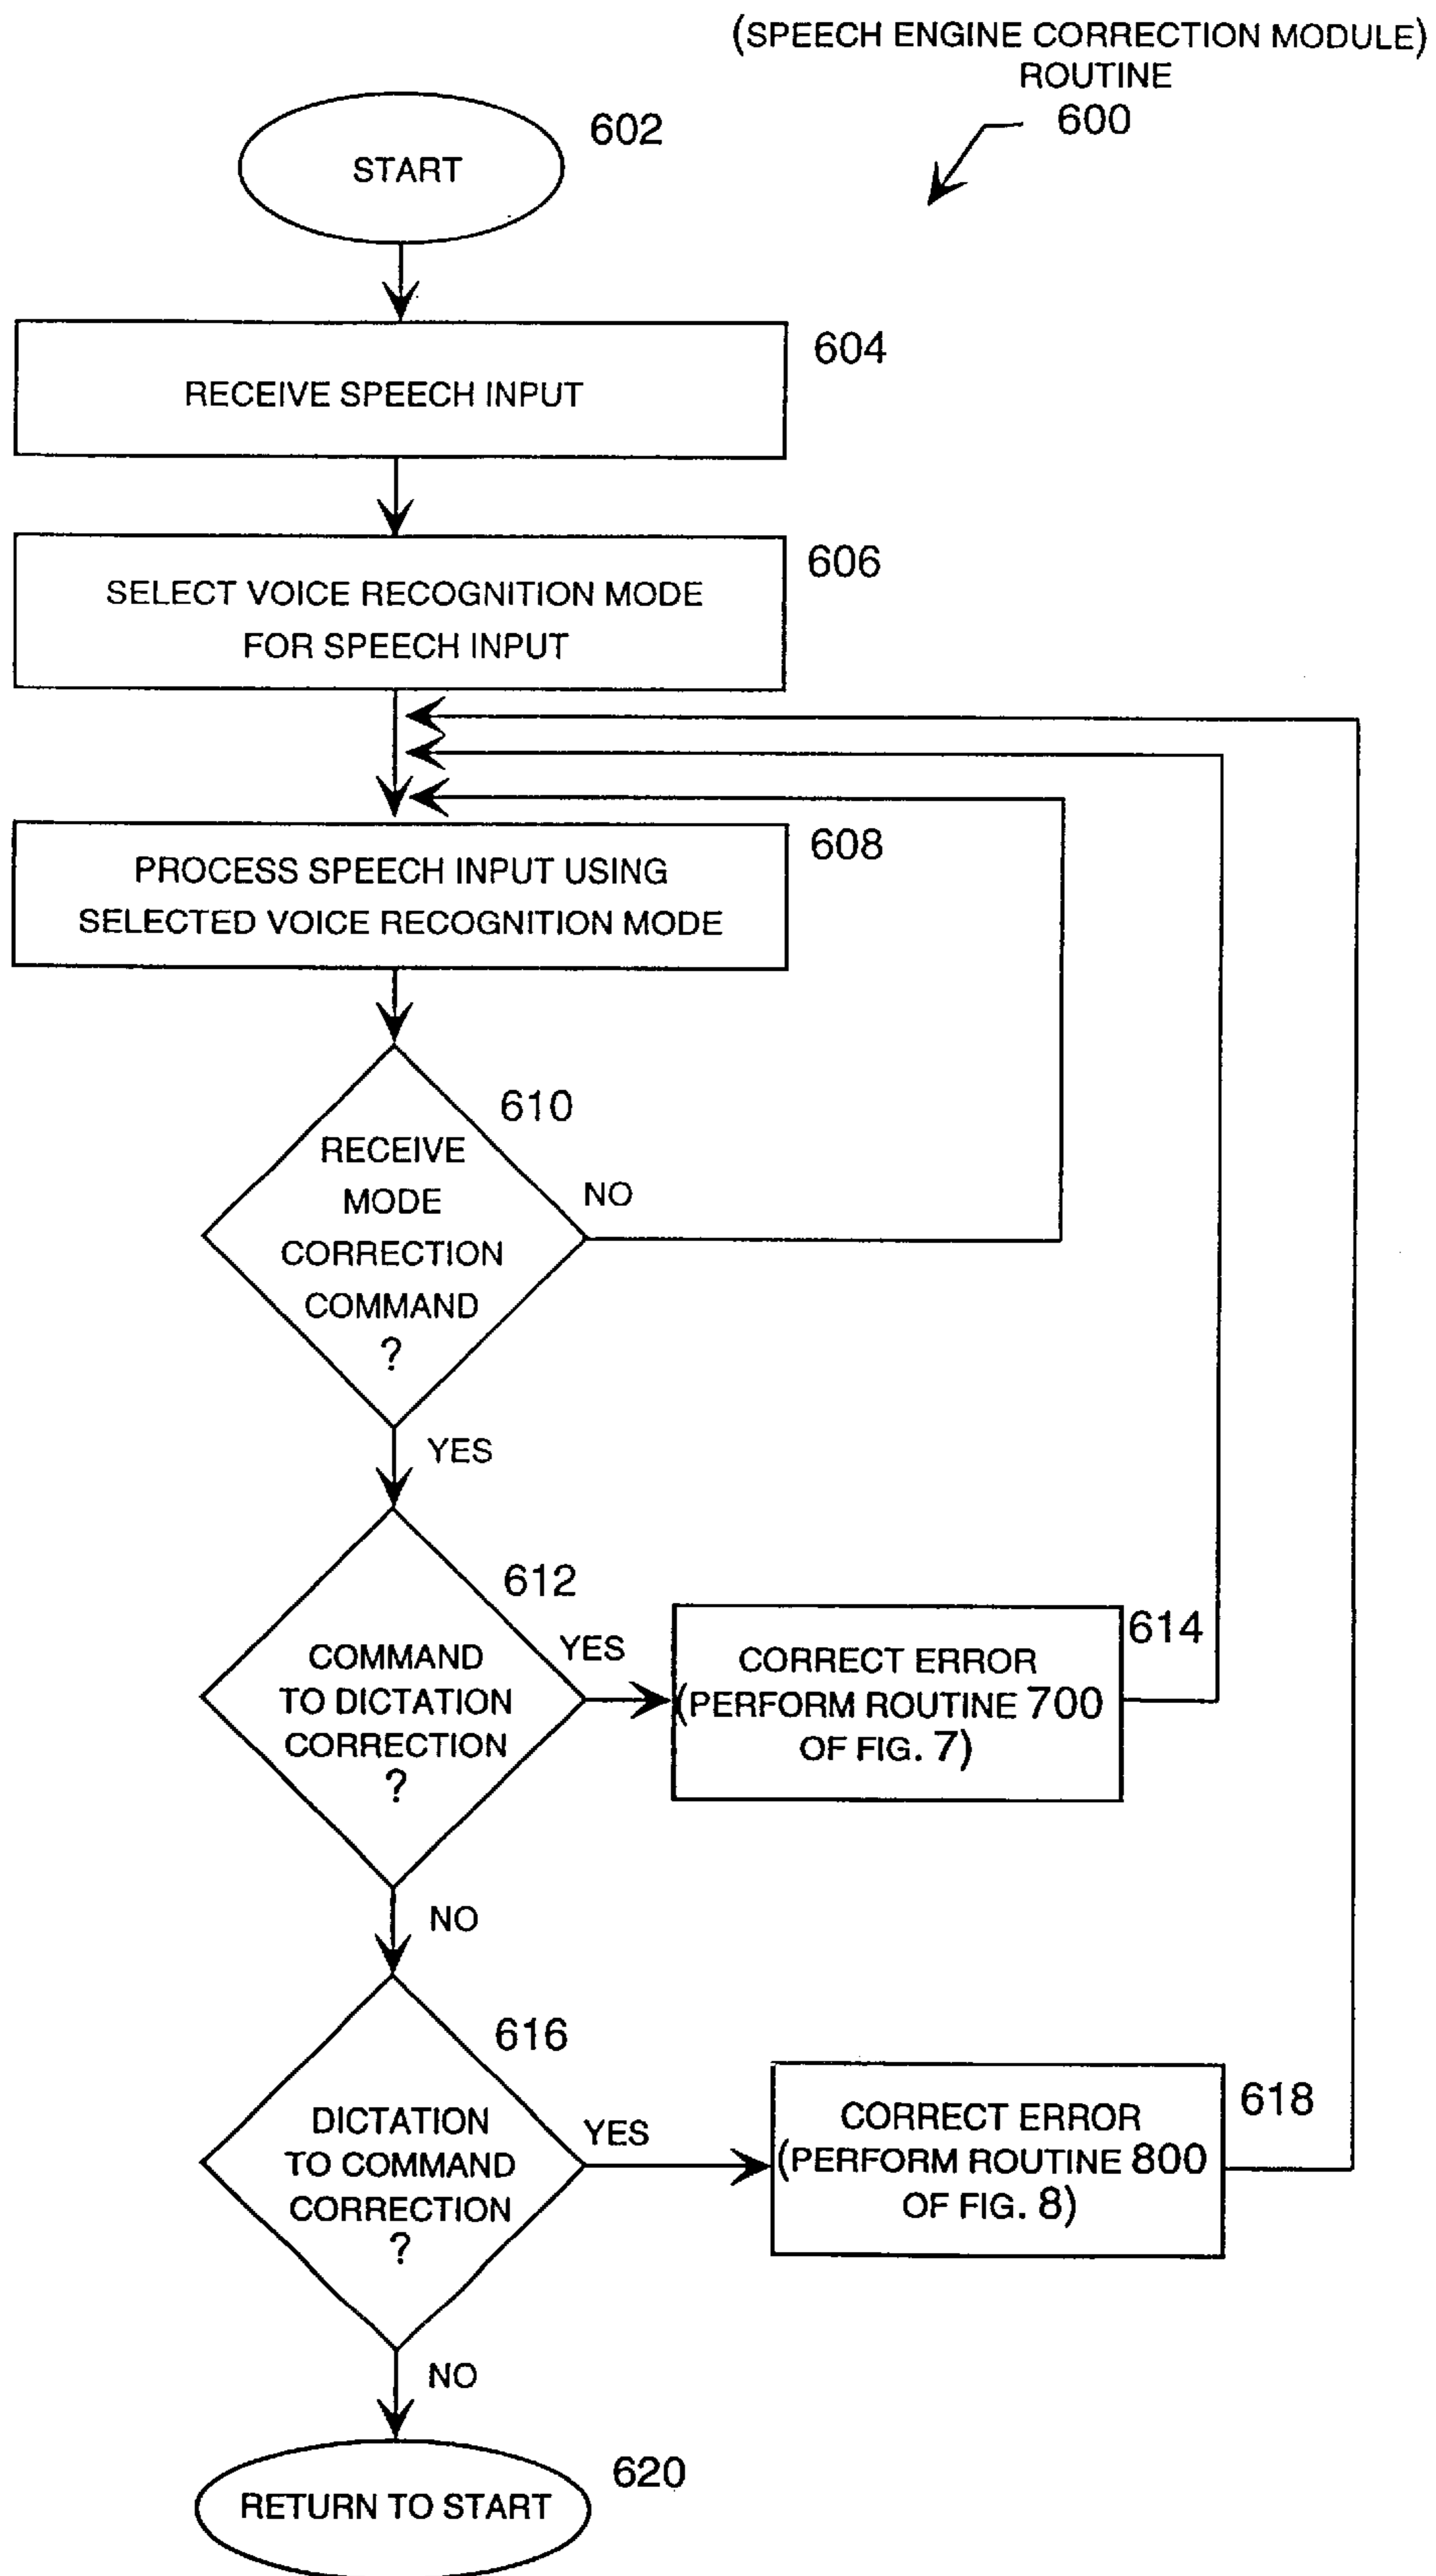 (SPEECH ENGINE CORRECTION MODULE)
ROUTINE
600
602
START
604
RECEIVE SPEECH INPUT
606
SELECT VOICE RECOGNITION MODE
FOR SPEECH INPUT
608
PROCESS SPEECH INPUT USING
SELECTED VOICE RECOGNITION MODE
610
RECEIVE
MODE
CORRECTION
COMMAND
?
NO
YES
612
COMMAND
TO DICTATION
CORRECTION
?
YES
614
CORRECT ERROR
(PERFORM ROUTINE 700
OF FIG. 7)
NO
616
DICTATION
TO COMMAND
CORRECTION
?
YES
618
CORRECT ERROR
(PERFORM ROUTINE 800
OF FIG. 8)
NO
620
RETURN TO START